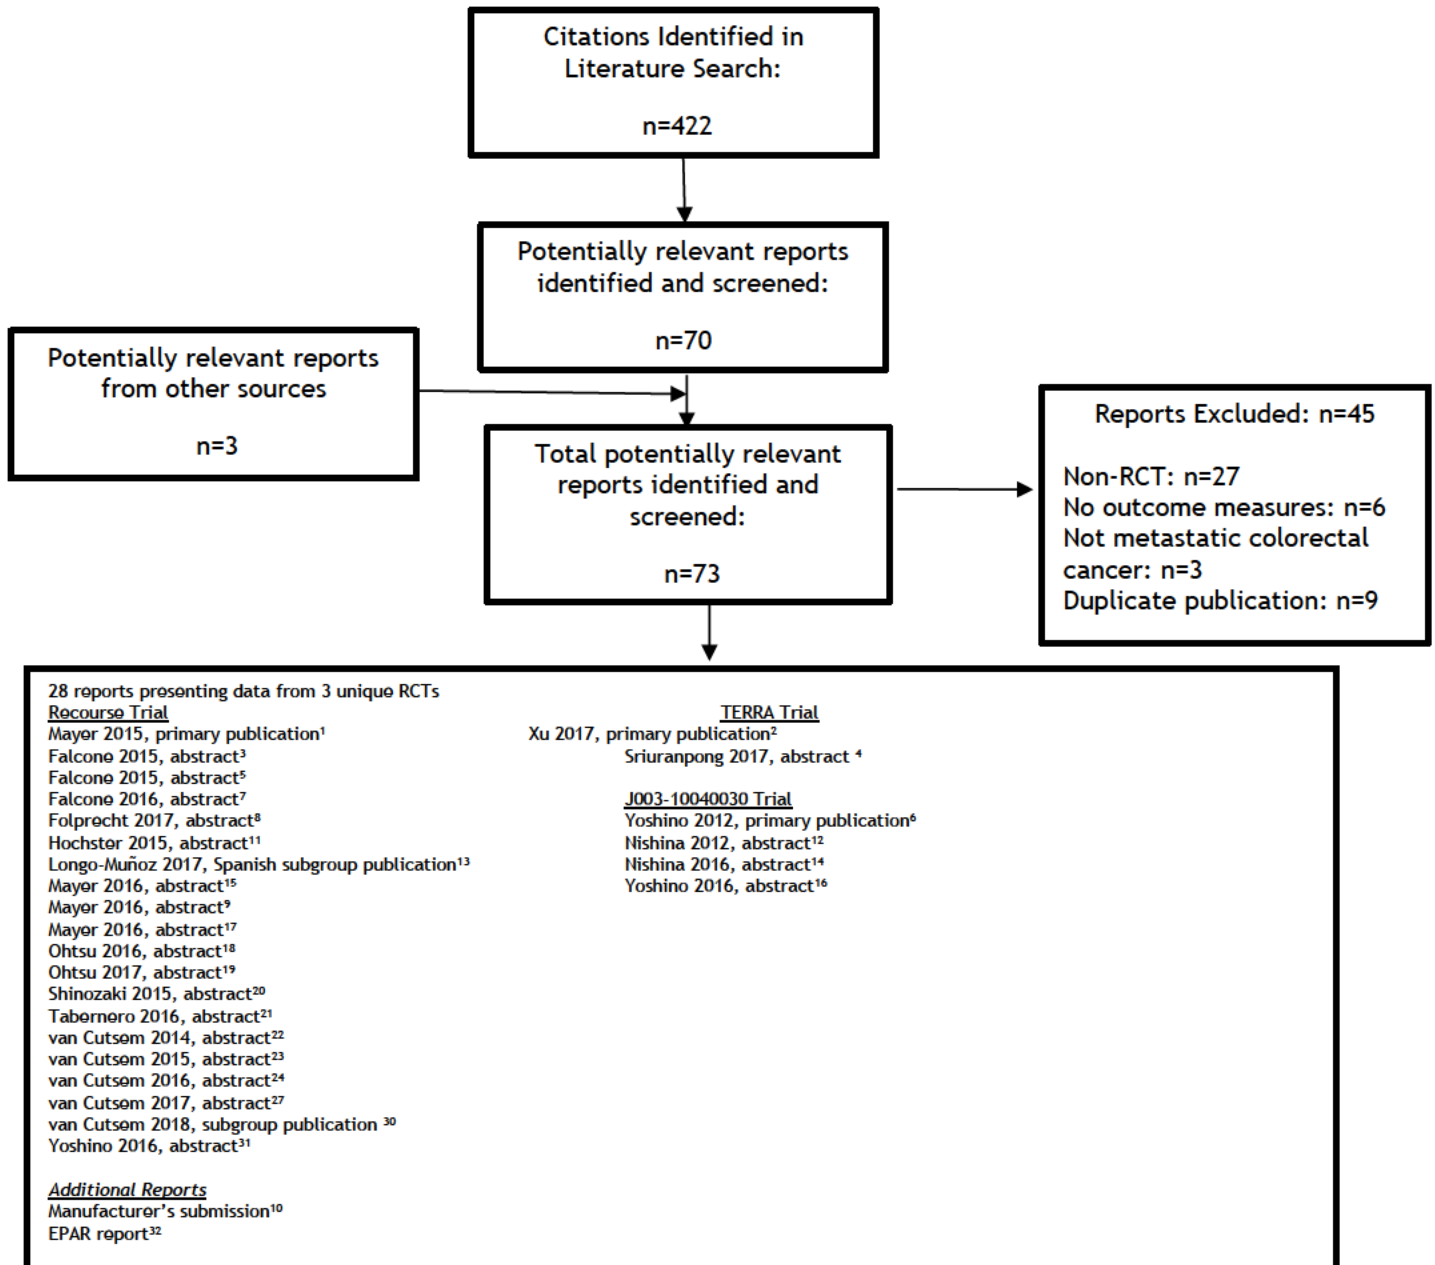 Citations Identified in
Literature Search:
n=422
Potentially relevant reports
identified and screened:
n=70
Potentially relevant reports
from other sources
n=3
Total potentially relevant
reports identified and
screened:
n=73
Reports Excluded: n=45
Non-RCT: n=27
No outcome measures: n=6
Not metastatic colorectal
cancer: n=3
Duplicate publication: n=9
28 reports presenting data from 3 unique RCTs
Recourse Trial
Mayer 2015, primary publication¹
Falcone 2015, abstract³
Falcone 2015, abstract⁵
Falcone 2016, abstract⁷
Folprecht 2017, abstract⁸
Hochster 2015, abstract¹¹
Longo-Muñoz 2017, Spanish subgroup publication¹³
Mayer 2016, abstract¹⁵
Mayer 2016, abstract⁹
Mayer 2016, abstract¹⁷
Ohtsu 2016, abstract¹⁸
Ohtsu 2017, abstract¹⁹
Shinozaki 2015, abstract²⁰
Tabernero 2016, abstract²¹
van Cutsem 2014, abstract²²
van Cutsem 2015, abstract²³
van Cutsem 2016, abstract²⁴
van Cutsem 2017, abstract²⁷
van Cutsem 2018, subgroup publication ³⁰
Yoshino 2016, abstract³¹
Additional Reports
Manufacturer's submission¹⁰
EPAR report³²
TERRA Trial
Xu 2017, primary publication²
Sriuranpong 2017, abstract ⁴
J003-10040030 Trial
Yoshino 2012, primary publication⁶
Nishina 2012, abstract¹²
Nishina 2016, abstract¹⁴
Yoshino 2016, abstract¹⁶